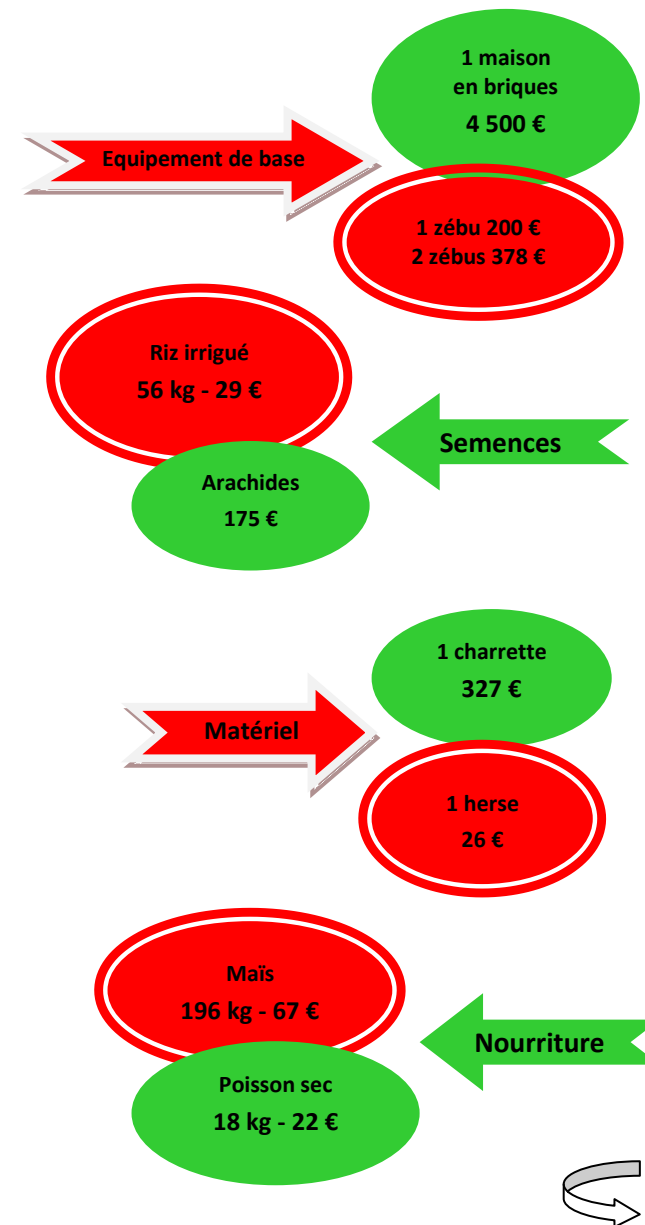 1 maison
en briques
4 500 €
Equipement de base
1 zébu 200 €
2 zébus 378 €
Riz irrigué
56 kg - 29 €
Semences
Arachides
175 €
1 charrette
327 €
Matériel
1 herse
26 €
Maïs
196 kg - 67 €
Nourriture
Poisson sec
18 kg - 22 €